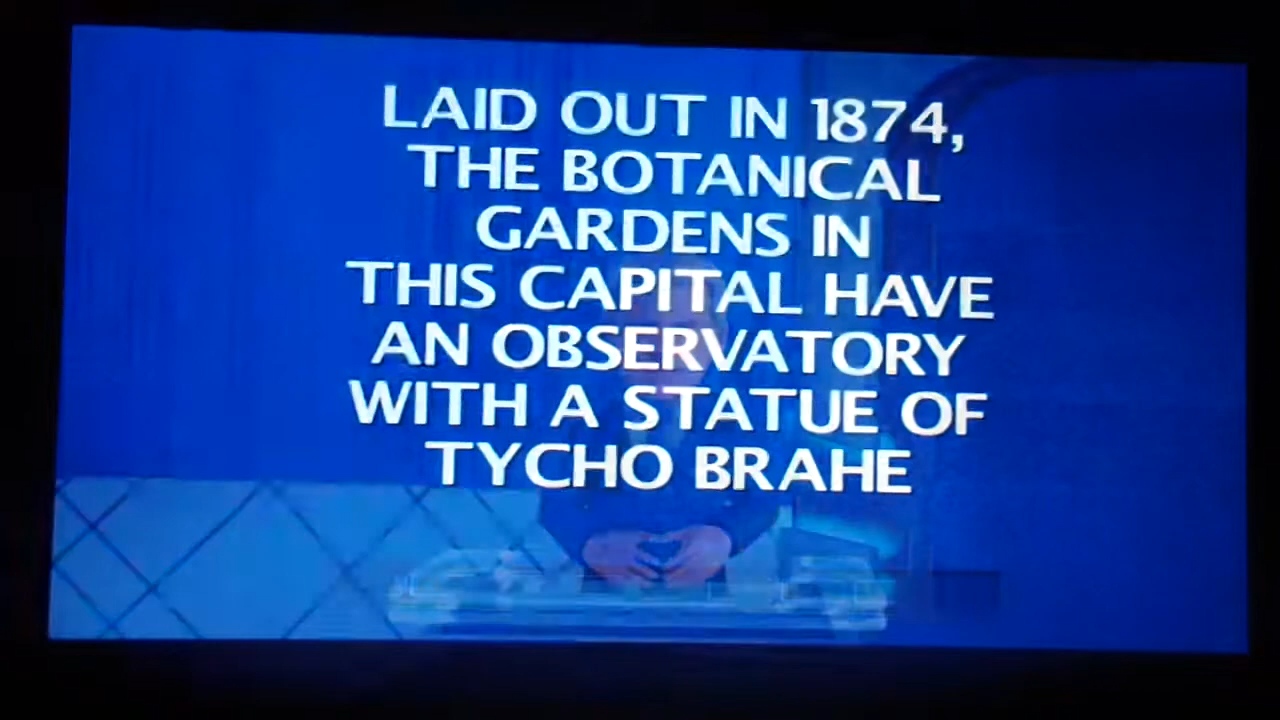 LAID OUT IN 1874,
THE BOTANICAL
GARDENS IN
THIS CAPITAL HAVE
AN OBSERVATORY
WITH A STATUE OF
TYCHO BRAHE